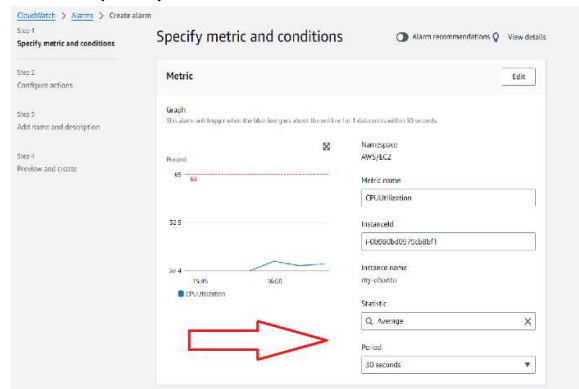 CloudWatch > Alarms > Create alarm
Step 1
Specify metric and conditions
Step 2
Configure actions
Step 3
Add name and description
Step 4
Preview and create
Specify metric and conditions
Alarm recommendations View details
Metric
Edit
Graph
This alarm will trigger when the blue line goes above the red line for 1 datapoints within 30 seconds.
Percent
65
63
32.5
2e-4
15:45 16:00
CPUUtilization
Namespace
AWS/EC2
Metric name
CPUUtilization
InstanceId
i-0b980bd0979cb8bf1
Instance name
my-ubuntu
Statistic
Average
Period
30 seconds